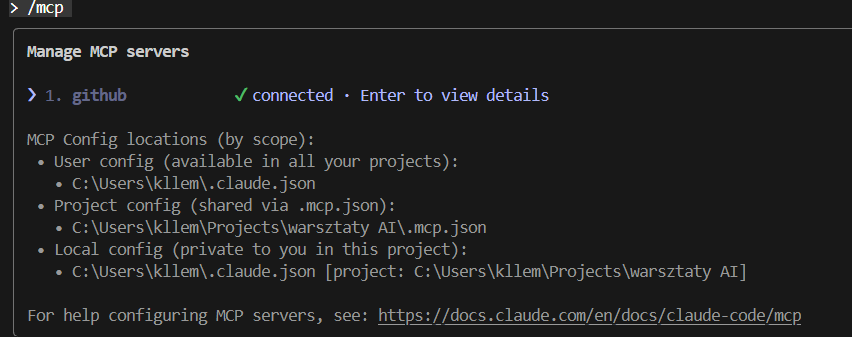 > /mcp
Manage MCP servers
❯ 1. github ✓ connected · Enter to view details
MCP Config locations (by scope):
• User config (available in all your projects):
• C:\Users\kllem\.claude.json
• Project config (shared via .mcp.json):
• C:\Users\kllem\Projects\warsztaty AI\.mcp.json
• Local config (private to you in this project):
• C:\Users\kllem\.claude.json [project: C:\Users\kllem\Projects\warsztaty AI]
For help configuring MCP servers, see: https://docs.claude.com/en/docs/claude-code/mcp